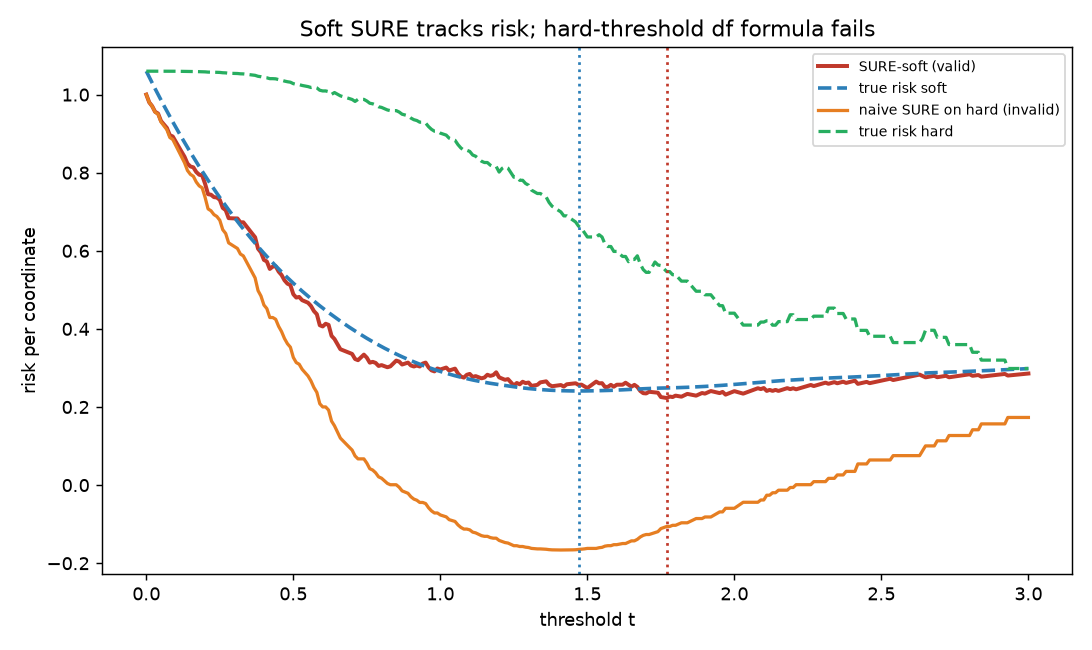 Soft SURE tracks risk; hard-threshold df formula fails
SURE-soft (valid)
true risk soft
naive SURE on hard (invalid)
true risk hard
risk per coordinate
1.0
0.8
0.6
0.4
0.2
0.0
−0.2
0.0 0.5 1.0 1.5 2.0 2.5 3.0
threshold t